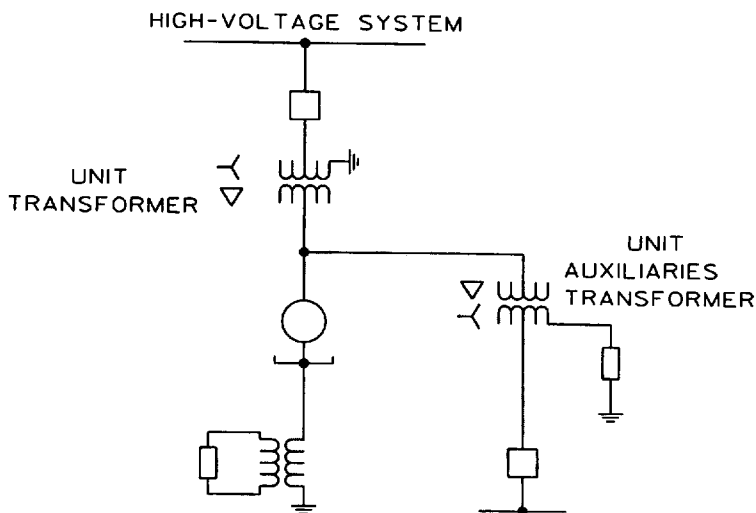 HIGH-VOLTAGE SYSTEM
UNIT
TRANSFORMER
UNIT
AUXILIARIES
TRANSFORMER